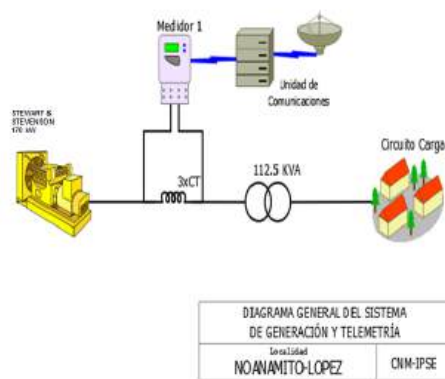 Medidor 1
Unidad de
Comunicaciones
STEWART &
STEVENSON
170 kW
Circuito Carga
112.5 KVA
3xCT
DIAGRAMA GENERAL DEL SISTEMA
DE GENERACIÓN Y TELEMETRÍA
Localidad
NOANAMITO-LOPEZ
CNM-IPSE